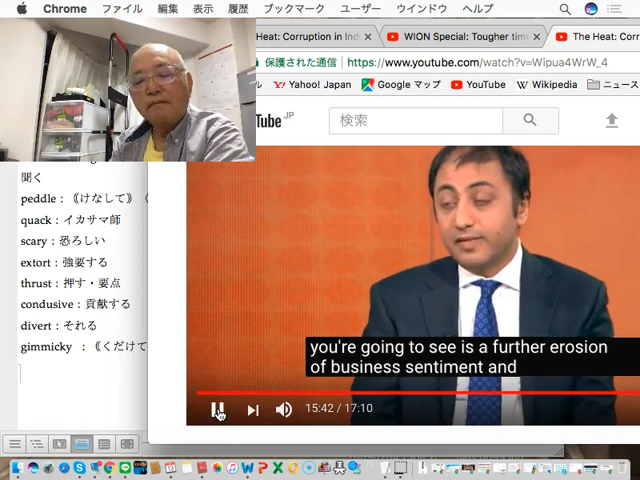 Chrome ファイル 編集 表示 履歴 ブックマーク ユーザー ウインドウ ヘルプ
Heat: Corruption in Ind
WION Special: Tougher time
The Heat: Corr
保護された通信 https://www.youtube.com/watch?v=Wipua4WrW_4
Yahoo! Japan Google マップ YouTube Wikipedia ニュース
Tube JP 検索
聞く
peddle：《けなして》
quack：イカサマ師
scary：恐ろしい
extort：強要する
thrust：押す・要点
condusive：貢献する
divert：それる
gimmicky ：《くだけて
you're going to see is a further erosion
of business sentiment and
15:42 / 17:10